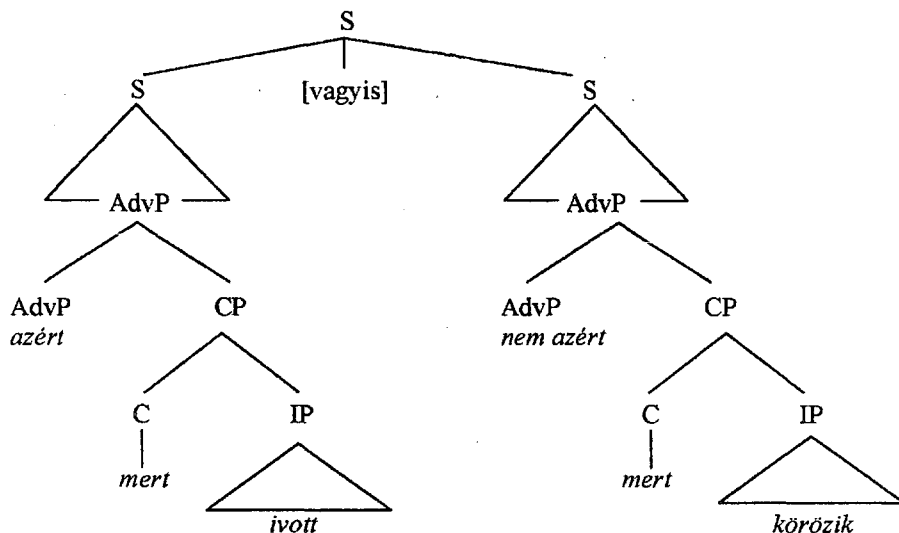 S
S [vagyis] S
AdvP AdvP
AdvP CP AdvP CP
azért nem azért
C IP C IP
mert mert
ivott körözik